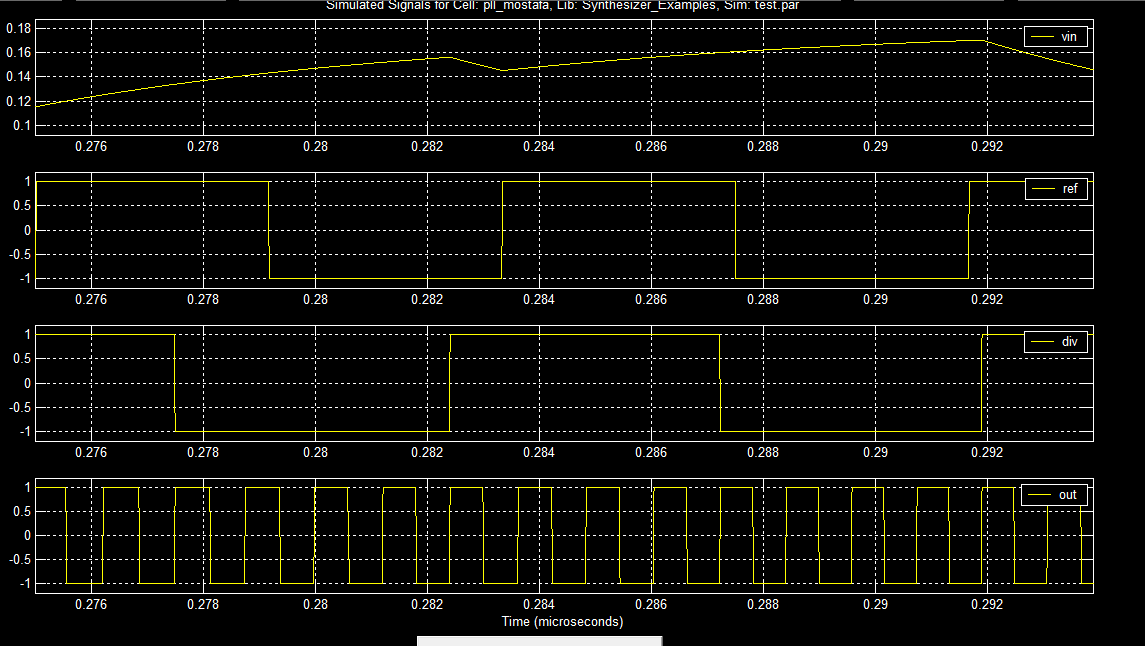 Simulated Signals for Cell: pll_mostafa, Lib: Synthesizer_Examples, Sim: test.par
0.18
vin
0.16
0.14
0.12
0.1
0.276 0.278 0.28 0.282 0.284 0.286 0.288 0.29 0.292
1
ref
0.5
0
-0.5
-1
0.276 0.278 0.28 0.282 0.284 0.286 0.288 0.29 0.292
1
div
0.5
0
-0.5
-1
0.276 0.278 0.28 0.282 0.284 0.286 0.288 0.29 0.292
1
out
0.5
0
-0.5
-1
0.276 0.278 0.28 0.282 0.284 0.286 0.288 0.29 0.292
Time (microseconds)